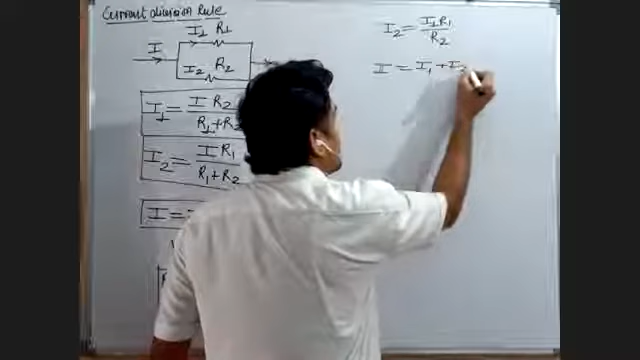 Current division Rule
I I₁ R₁
I₂ R₂
I₁ = I R₂ / R₁+R₂
I₂ = I R₁ / R₁+R₂
I =
I₂ = I₁R₁ / R₂
I = I₁ + I₂